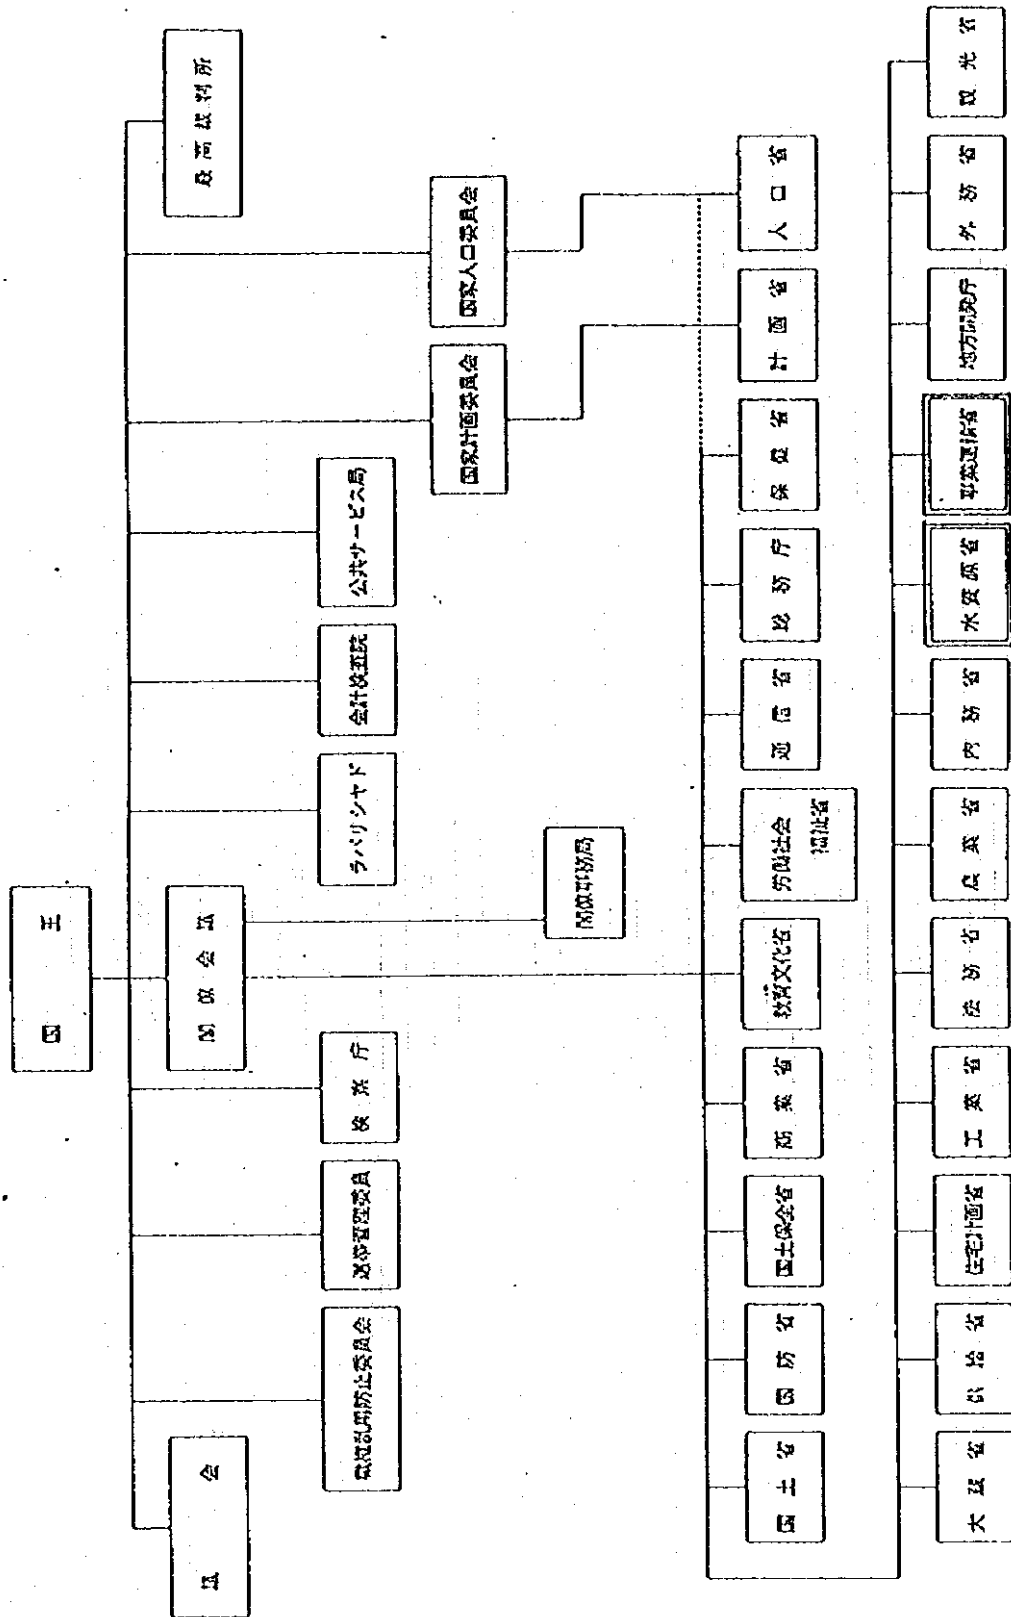 国王
議会
閣僚会議
最高裁判所
職権乱用防止委員会
選挙管理委員
検察庁
ラバリシヤド
会計検査院
公共サービス局
国家計画委員会
国家人口委員会
閣僚事務局
国土省
国防省
国土保全省
商業省
教育文化省
労働社会
福祉省
通信省
総務庁
保健省
計画省
人口省
大蔵省
供給省
住宅計画省
工業省
法務省
農業省
内務省
水資源省
地方開発庁
外務省
観光省